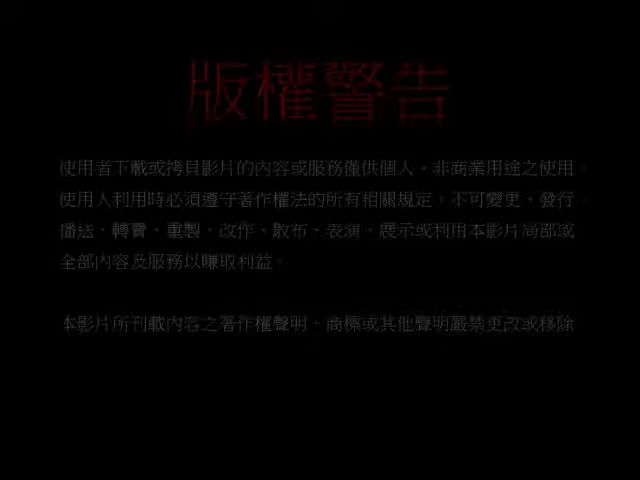 版權警告
使用者下載或拷貝影片的內容或服務僅供個人、非商業用途之使用。
使用人利用時必須遵守著作權法的所有相關規定，不可變更、發行、
播送、轉賣、重製、改作、散布、表演、展示或利用本影片局部或
全部內容及服務以賺取利益。
本影片所刊載內容之著作權聲明、商標或其他聲明嚴禁更改或移除